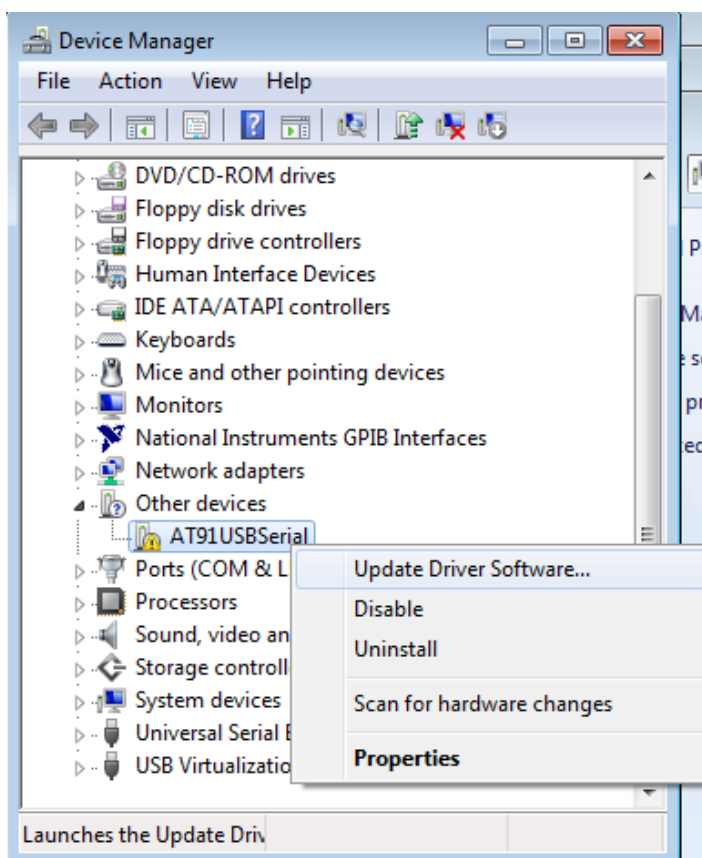 Device Manager
File Action View Help
DVD/CD-ROM drives
Floppy disk drives
Floppy drive controllers
Human Interface Devices
IDE ATA/ATAPI controllers
Keyboards
Mice and other pointing devices
Monitors
National Instruments GPIB Interfaces
Network adapters
Other devices
AT91USBSerial
Ports (COM & L
Processors
Sound, video an
Storage controll
System devices
Universal Serial
USB Virtualizatio
Update Driver Software...
Disable
Uninstall
Scan for hardware changes
Properties
Launches the Update Driv